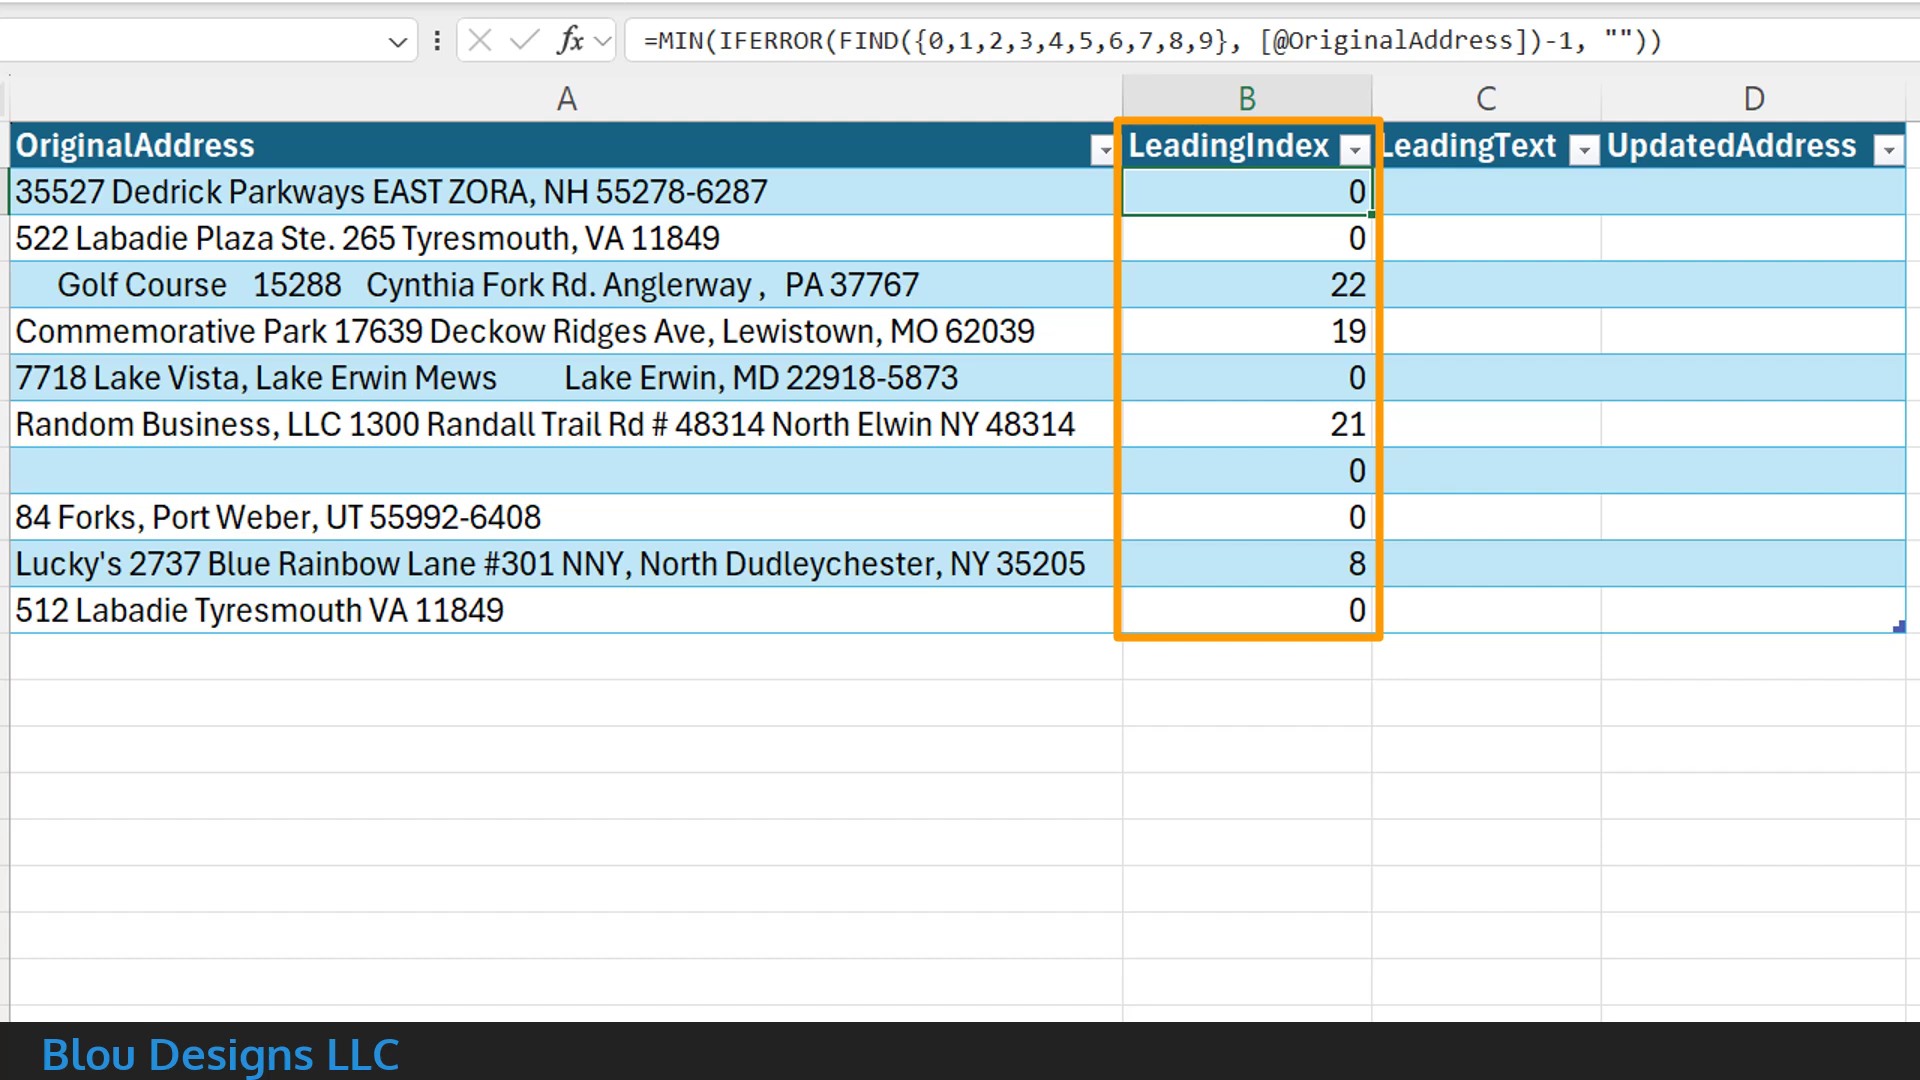 =MIN(IFERROR(FIND({0,1,2,3,4,5,6,7,8,9}, [@OriginalAddress])-1, ""))
A B C D
OriginalAddress LeadingIndex LeadingText UpdatedAddress
35527 Dedrick Parkways EAST ZORA, NH 55278-6287 0
522 Labadie Plaza Ste. 265 Tyresmouth, VA 11849 0
Golf Course 15288 Cynthia Fork Rd. Anglerway , PA 37767 22
Commemorative Park 17639 Deckow Ridges Ave, Lewistown, MO 62039 19
7718 Lake Vista, Lake Erwin Mews Lake Erwin, MD 22918-5873 0
Random Business, LLC 1300 Randall Trail Rd # 48314 North Elwin NY 48314 21
0
84 Forks, Port Weber, UT 55992-6408 0
Lucky's 2737 Blue Rainbow Lane #301 NNY, North Dudleychester, NY 35205 8
512 Labadie Tyresmouth VA 11849 0
Blou Designs LLC